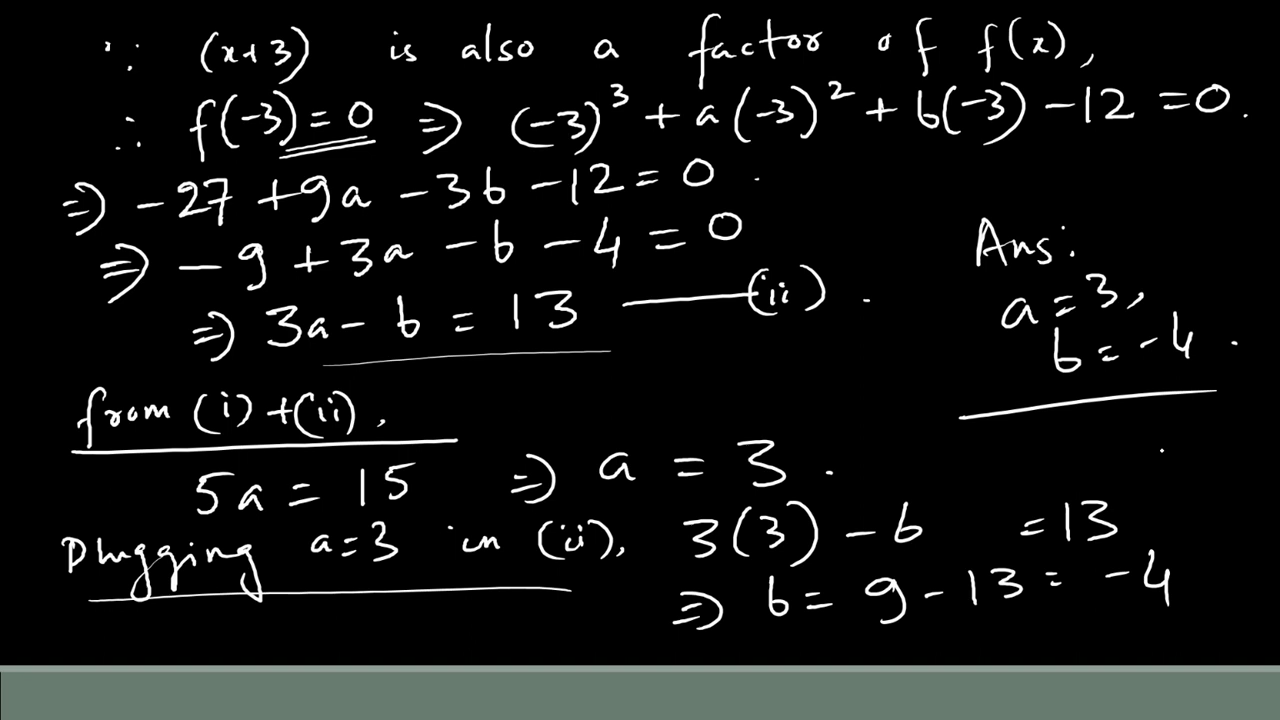 ∵ (x+3) is also a factor of f(x),
∴ f(-3) = 0 ⇒ (-3)³ + a(-3)² + b(-3) - 12 = 0.
⇒ -27 + 9a - 3b - 12 = 0.
⇒ -9 + 3a - b - 4 = 0
⇒ 3a - b = 13 —(ii).
Ans:
a = 3,
b = -4.
from (i) + (ii),
5a = 15 ⇒ a = 3.
Plugging a = 3 in (ii), 3(3) - b = 13
⇒ b = 9 - 13 = -4